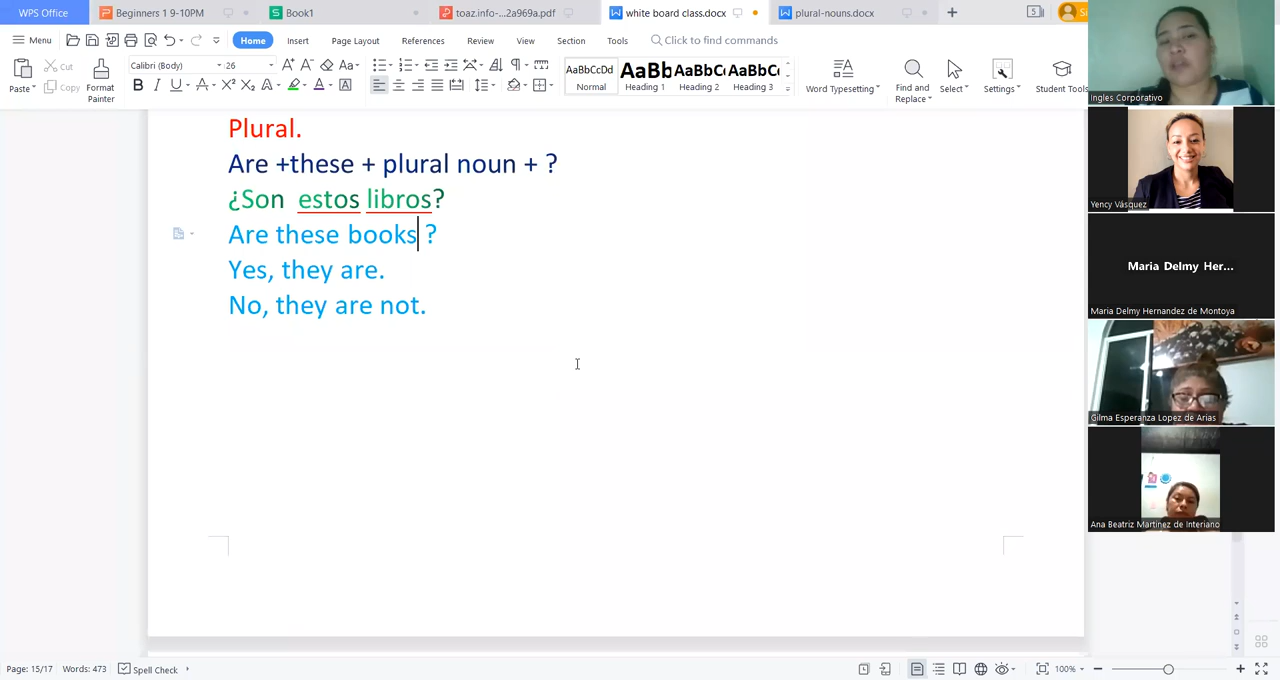 WPS Office
Beginners 1 9-10PM
Book1
toaz.info-...2a969a.pdf
white board class.docx
plural-nouns.docx
5
Si
Menu
Home
Insert
Page Layout
References
Review
View
Section
Tools
Click to find commands
Paste
Cut
Copy
Format Painter
Calibri (Body)
26
AaBbCcDd
Normal
AaBb
Heading 1
AaBbCc
Heading 2
AaBbCc
Heading 3
Word Typesetting
Find and Replace
Select
Settings
Student Tools
Plural.
Are +these + plural noun + ?
¿Son estos libros?
Are these books ?
Yes, they are.
No, they are not.
Ingles Corporativo
Yency Vásquez
Maria Delmy Her...
Maria Delmy Hernandez de Montoya
Gilma Esperanza Lopez de Arias
Ana Beatriz Martinez de Interiano
Page: 15/17
Words: 473
Spell Check
100%